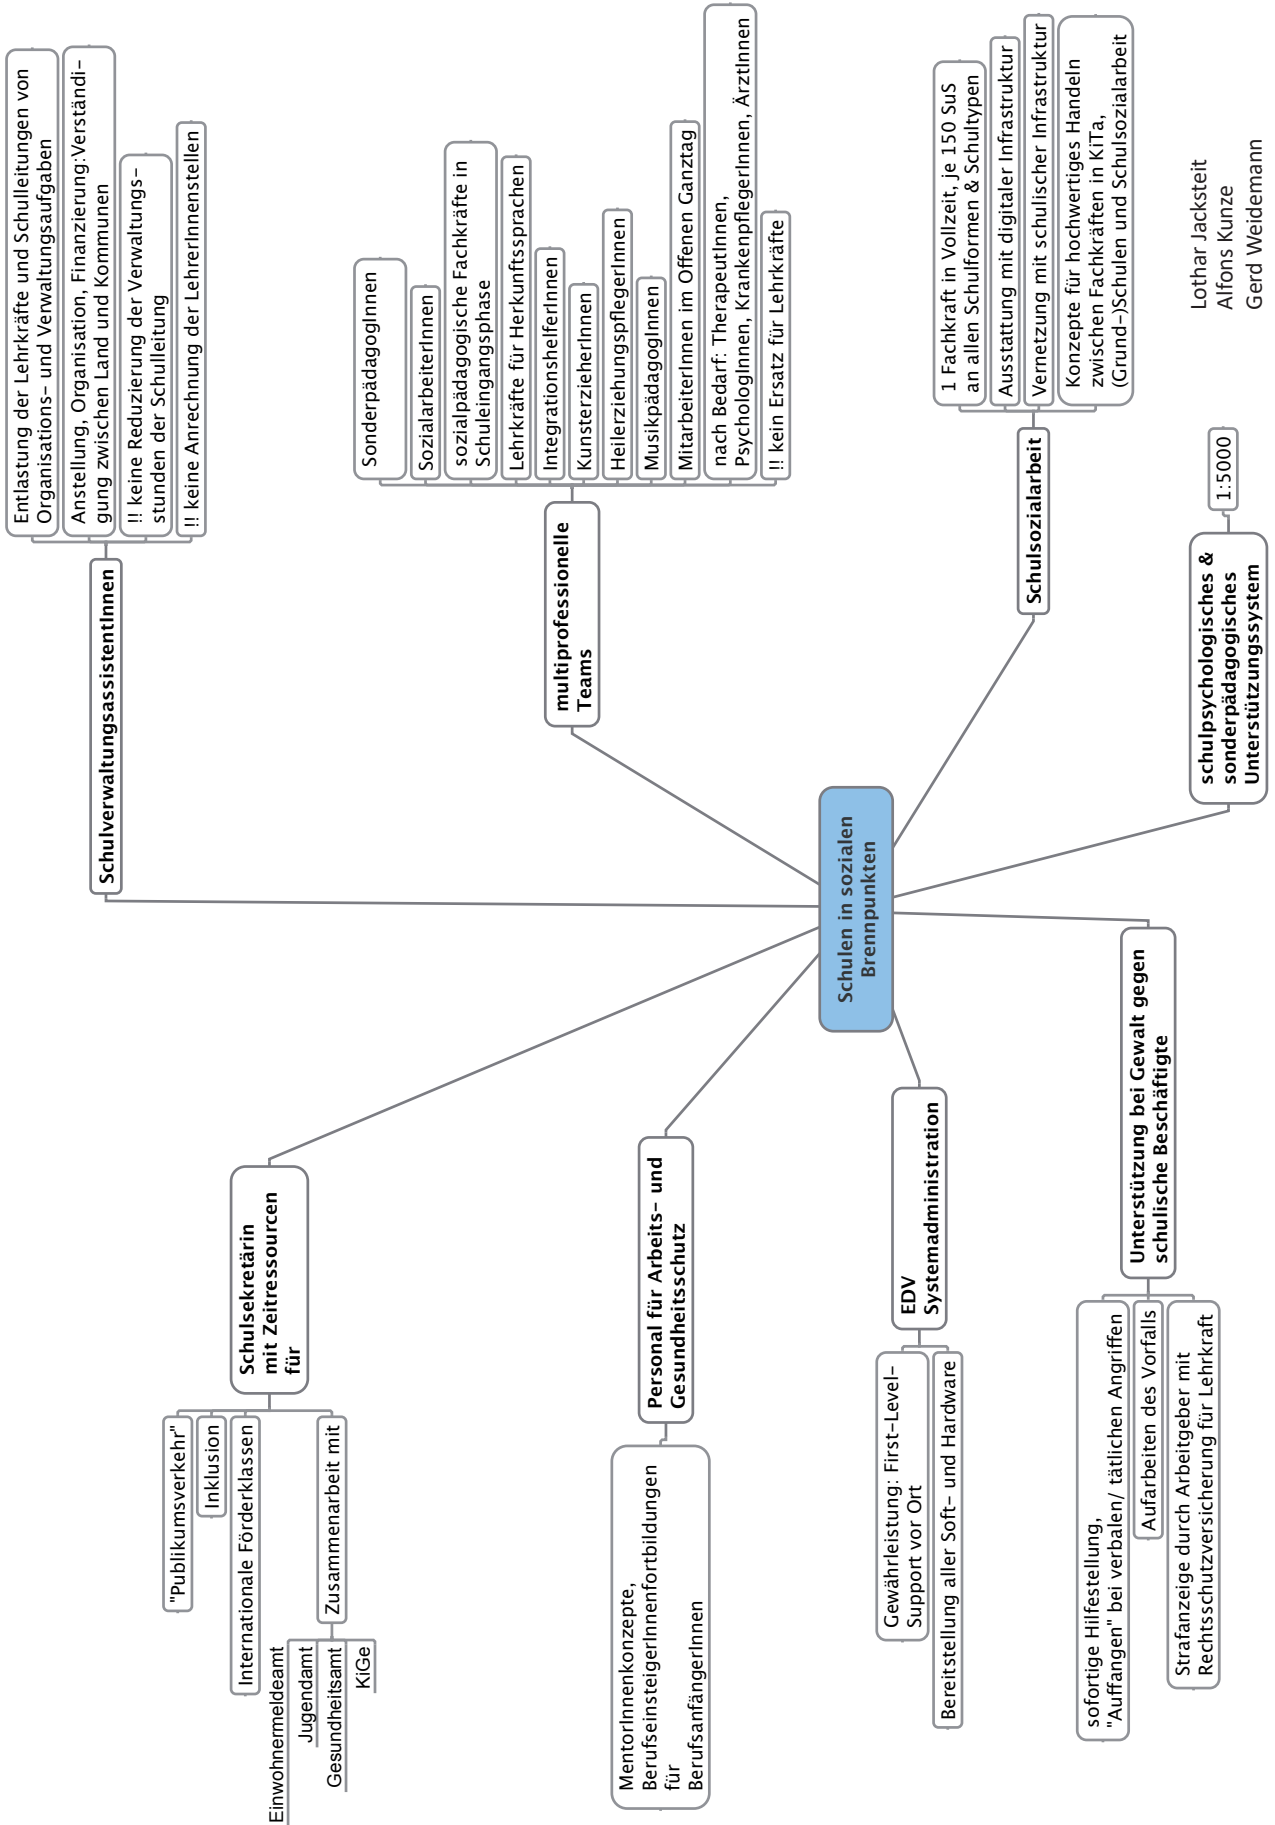 Schulen in sozialen
Brennpunkten
SchulverwaltungsassistentInnen
Entlastung der Lehrkräfte und Schulleitungen von
Organisations- und Verwaltungsaufgaben
Anstellung, Organisation, Finanzierung:Verständi-
gung zwischen Land und Kommunen
!! keine Reduzierung der Verwaltungs-
stunden der Schulleitung
!! keine Anrechnung der LehrerInnenstellen
multiprofessionelle
Teams
SonderpädagogInnen
SozialarbeiterInnen
sozialpädagogische Fachkräfte in
Schuleingangsphase
Lehrkräfte für Herkunftssprachen
IntegrationshelferInnen
KunsterzieherInnen
HeilerziehungspflegerInnen
MusikpädagogInnen
MitarbeiterInnen im Offenen Ganztag
nach Bedarf: TherapeutInnen,
PsychologInnen, KrankenpflegerInnen, ÄrztInnen
!! kein Ersatz für Lehrkräfte
Schulsozialarbeit
1 Fachkraft in Vollzeit, je 150 SuS
an allen Schulformen & Schultypen
Ausstattung mit digitaler Infrastruktur
Vernetzung mit schulischer Infrastruktur
Konzepte für hochwertiges Handeln
zwischen Fachkräften in KiTa,
(Grund-)Schulen und Schulsozialarbeit
schulpsychologisches &
sonderpädagogisches
Unterstützungssystem
1:5000
Schulsekretärin
mit Zeitressourcen
für
"Publikumsverkehr"
Inklusion
Internationale Förderklassen
Zusammenarbeit mit
Einwohnermeldeamt
Jugendamt
Gesundheitsamt
KiGe
Personal für Arbeits- und
Gesundheitsschutz
MentorInnenkonzepte,
BerufseinsteigerInnenfortbildungen
für
BerufsanfängerInnen
EDV
Systemadministration
Gewährleistung: First-Level-
Support vor Ort
Bereitstellung aller Soft- und Hardware
Unterstützung bei Gewalt gegen
schulische Beschäftigte
sofortige Hilfestellung,
"Auffangen" bei verbalen/ tätlichen Angriffen
Aufarbeiten des Vorfalls
Strafanzeige durch Arbeitgeber mit
Rechtsschutzversicherung für Lehrkraft
Lothar Jacksteit
Alfons Kunze
Gerd Weidemann